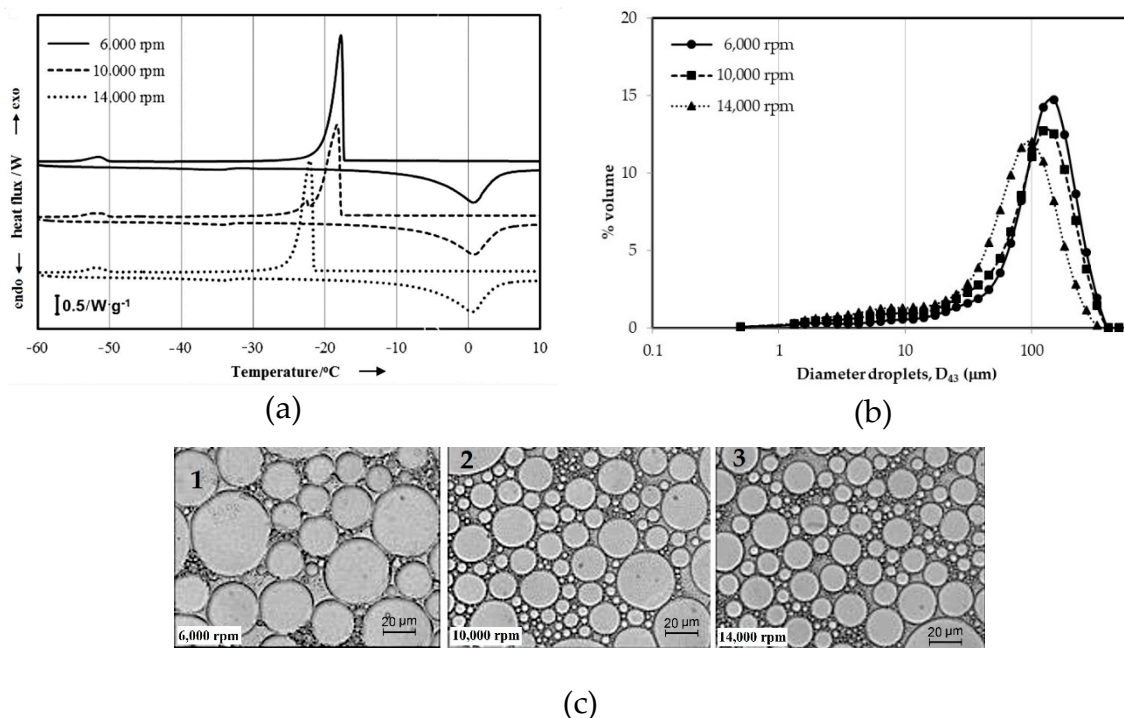 6,000 rpm
10,000 rpm
14,000 rpm
endo ← heat flux / W → exo
0.5/W·g⁻¹
−60 −50 −40 −30 −20 −10 0 10
Temperature/°C →
(a)
20
15
10
5
0
% volume
6,000 rpm
10,000 rpm
14,000 rpm
0.1 1 10 100
Diameter droplets, D₄₃ (μm)
(b)
1
6,000 rpm
20 μm
2
10,000 rpm
20 μm
3
14,000 rpm
20 μm
(c)